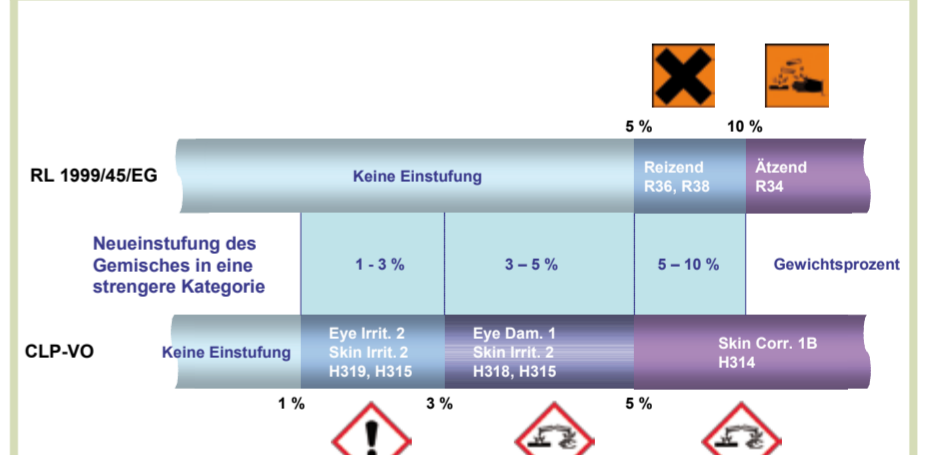 5 %
10 %
RL 1999/45/EG
Keine Einstufung
Reizend
R36, R38
Ätzend
R34
Neueinstufung des
Gemisches in eine
strengere Kategorie
1 - 3 %
3 – 5 %
5 – 10 %
Gewichtsprozent
CLP-VO
Keine Einstufung
Eye Irrit. 2
Skin Irrit. 2
H319, H315
Eye Dam. 1
Skin Irrit. 2
H318, H315
Skin Corr. 1B
H314
1 %
3 %
5 %